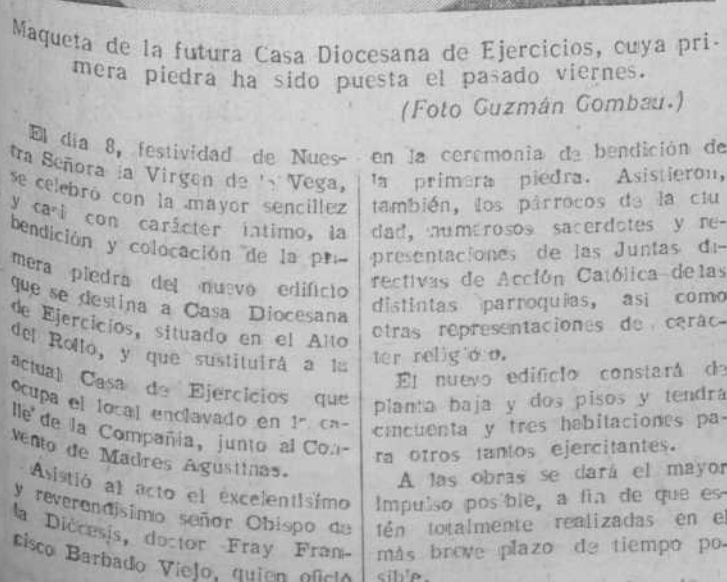 Maqueta de la futura Casa Diocesana de Ejercicios, cuya pri-
mera piedra ha sido puesta el pasado viernes.
(Foto Guzmán Gombau.)
El día 8, festividad de Nues-
tra Señora la Virgen de la Vega,
se celebró con la mayor sencillez
y casi con carácter íntimo, la
bendición y colocación de la pri-
mera piedra del nuevo edificio
que se destina a Casa Diocesana
de Ejercicios, situado en el Alto
del Rollo, y que sustituirá a la
actual Casa de Ejercicios que
ocupa el local enclavado en la ca-
lle de la Compañía, junto al Con-
vento de Madres Agustinas.
Asistió al acto el excelentísimo
y reverendísimo señor Obispo de
la Diócesis, doctor Fray Fran-
cisco Barbado Viejo, quien ofició
en la ceremonia de bendición de
la primera piedra. Asistieron,
también, los párrocos de la ciu
dad, numerosos sacerdotes y re-
presentaciones de las Juntas di-
rectivas de Acción Católica de las
distintas parroquias, así como
otras representaciones de carác-
ter religioso.
El nuevo edificio constará de
planta baja y dos pisos y tendrá
cincuenta y tres habitaciones pa-
ra otros tantos ejercitantes.
A las obras se dará el mayor
impulso posible, a fin de que es-
tén totalmente realizadas en el
más breve plazo de tiempo po-
sible.